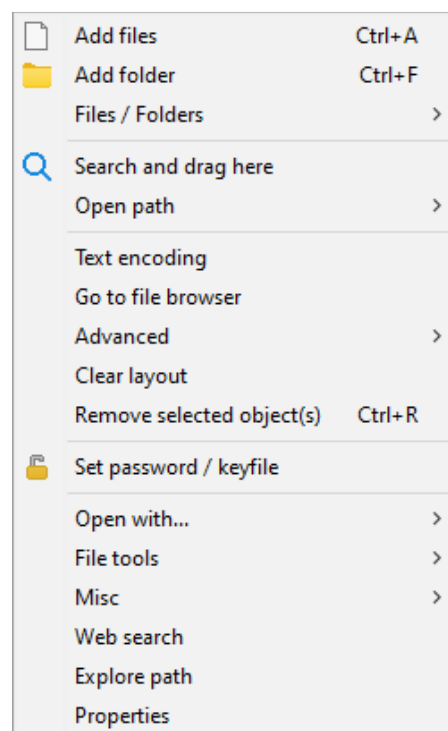 Add files Ctrl+A
Add folder Ctrl+F
Files / Folders
Search and drag here
Open path
Text encoding
Go to file browser
Advanced
Clear layout
Remove selected object(s) Ctrl+R
Set password / keyfile
Open with...
File tools
Misc
Web search
Explore path
Properties